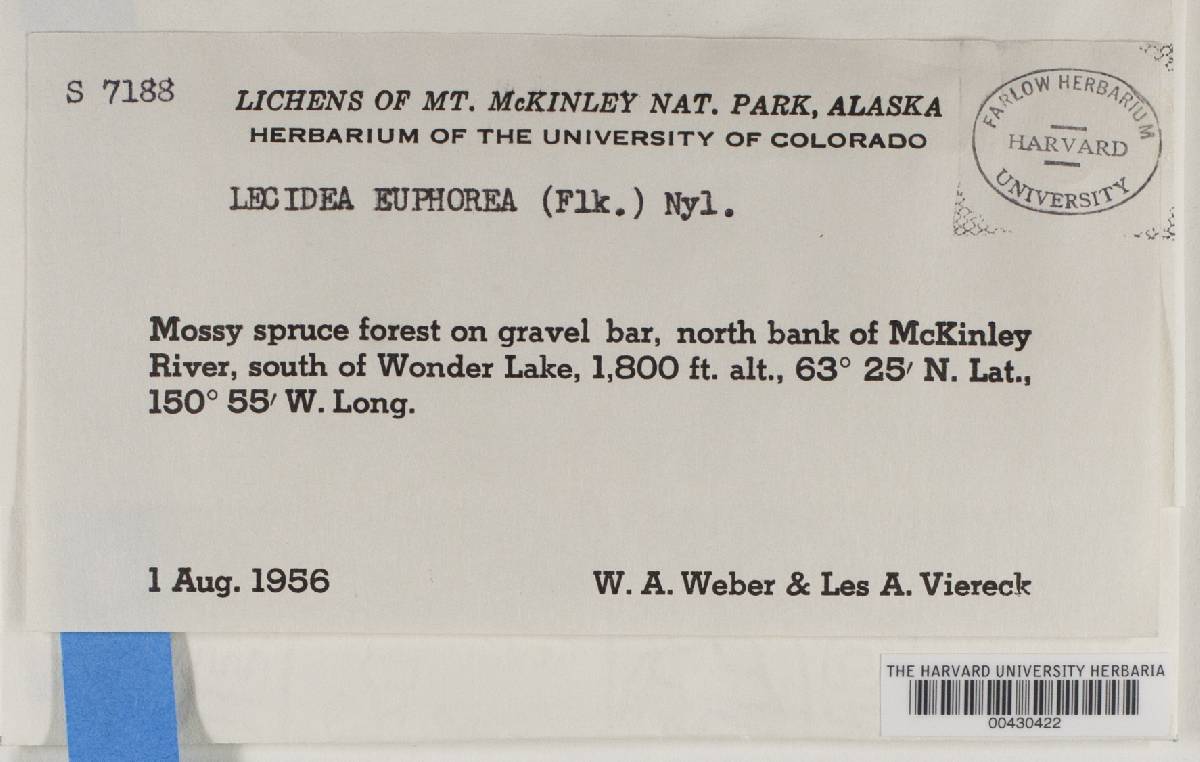 S 7188
LICHENS OF MT. McKINLEY NAT. PARK, ALASKA
HERBARIUM OF THE UNIVERSITY OF COLORADO
FARLOW HERBARIUM
HARVARD
UNIVERSITY
LECIDEA EUPHOREA (Flk.) Nyl.
Mossy spruce forest on gravel bar, north bank of McKinley
River, south of Wonder Lake, 1,800 ft. alt., 63° 25′ N. Lat.,
150° 55′ W. Long.
1 Aug. 1956
W. A. Weber & Les A. Viereck
THE HARVARD UNIVERSITY HERBARIA
00430422